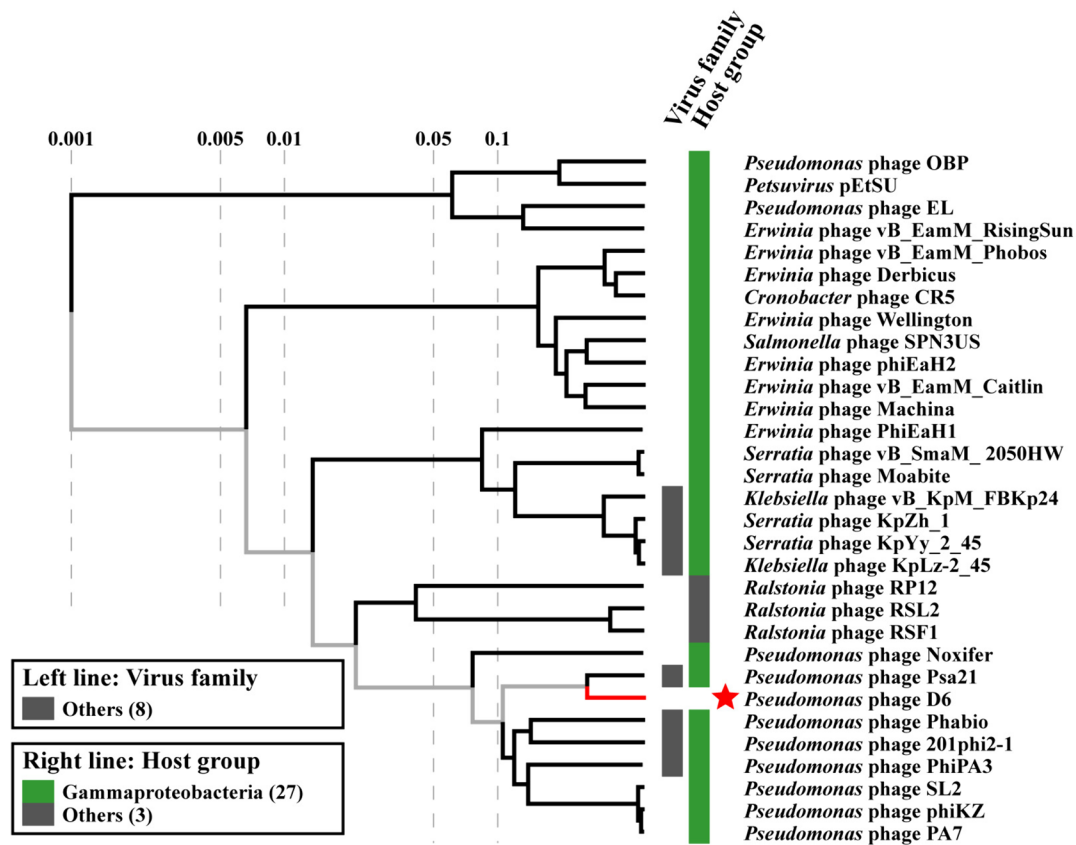 Virus family
Host group
0.001 0.005 0.01 0.05 0.1
Pseudomonas phage OBP
Petsuvirus pEtSU
Pseudomonas phage EL
Erwinia phage vB_EamM_RisingSun
Erwinia phage vB_EamM_Phobos
Erwinia phage Derbicus
Cronobacter phage CR5
Erwinia phage Wellington
Salmonella phage SPN3US
Erwinia phage phiEaH2
Erwinia phage vB_EamM_Caitlin
Erwinia phage Machina
Erwinia phage PhiEaH1
Serratia phage vB_SmaM_ 2050HW
Serratia phage Moabite
Klebsiella phage vB_KpM_FBKp24
Serratia phage KpZh_1
Serratia phage KpYy_2_45
Klebsiella phage KpLz-2_45
Ralstonia phage RP12
Ralstonia phage RSL2
Ralstonia phage RSF1
Pseudomonas phage Noxifer
Pseudomonas phage Psa21
Pseudomonas phage D6
Pseudomonas phage Phabio
Pseudomonas phage 201phi2-1
Pseudomonas phage PhiPA3
Pseudomonas phage SL2
Pseudomonas phage phiKZ
Pseudomonas phage PA7
Left line: Virus family
Others (8)
Right line: Host group
Gammaproteobacteria (27)
Others (3)